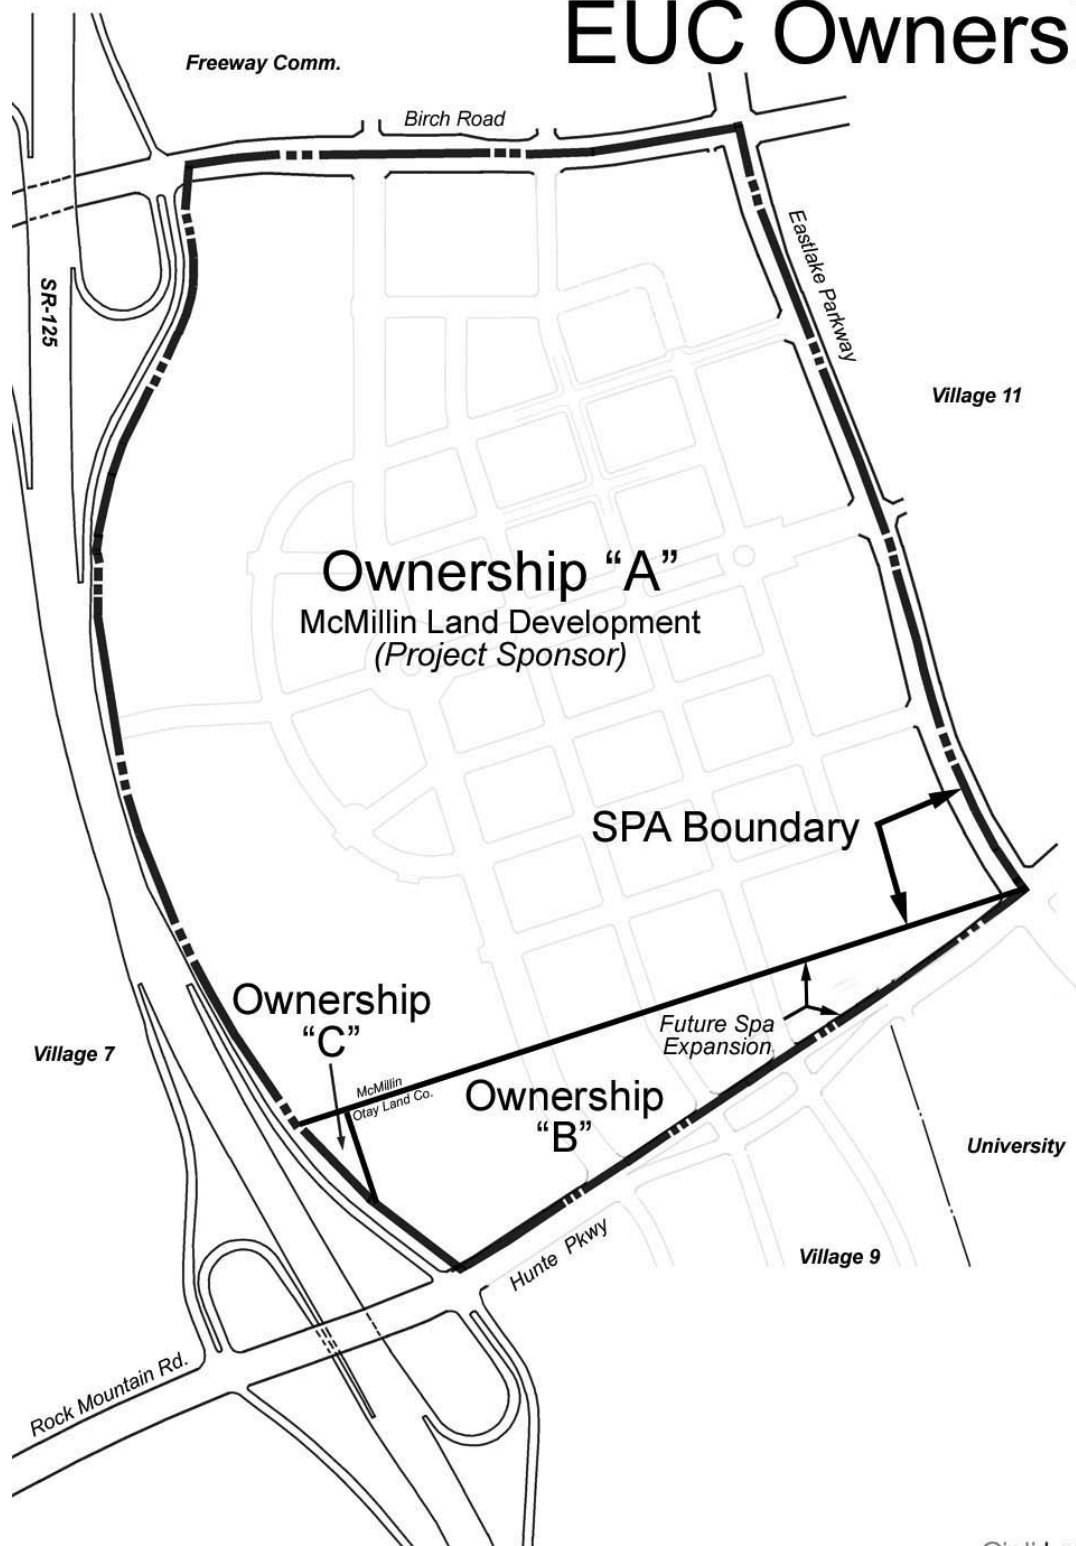 EUC Owners
Freeway Comm.
Birch Road
Eastlake Parkway
SR-125
Village 11
Ownership “A”
McMillin Land Development
(Project Sponsor)
SPA Boundary
Ownership
“C”
Future Spa
Expansion
Village 7
McMillin
Otay Land Co.
Ownership
“B”
University
Hunte Pkwy
Village 9
Rock Mountain Rd.